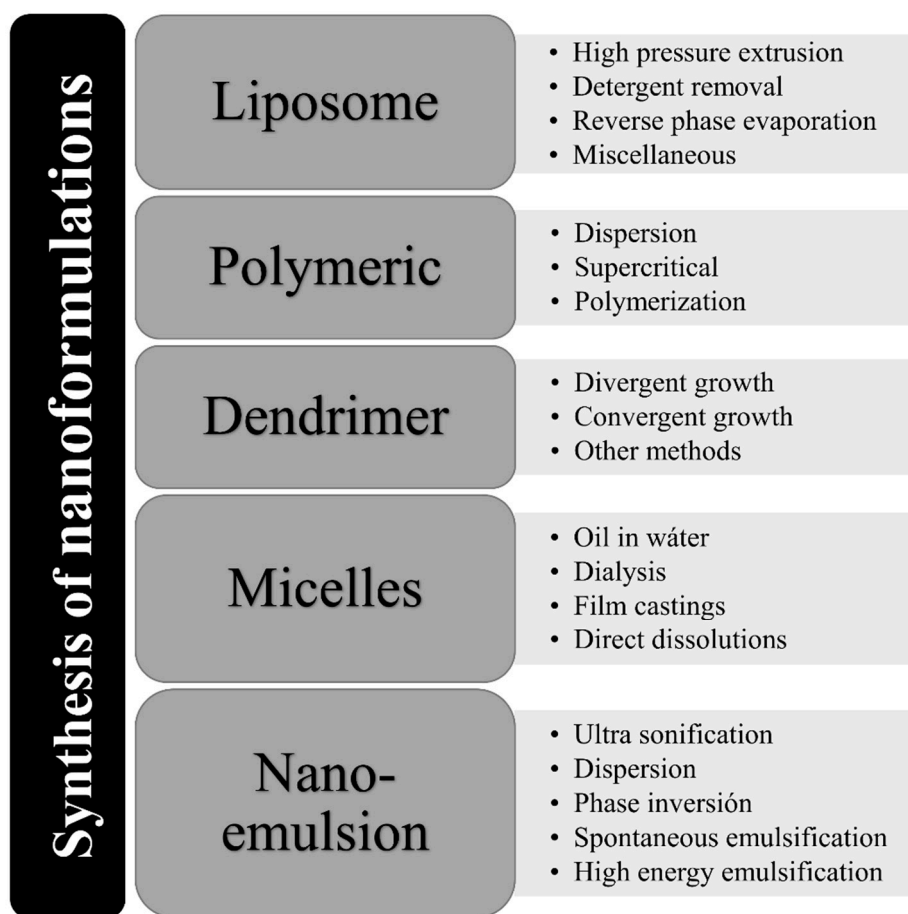 Synthesis of nanoformulations
Liposome
• High pressure extrusion
• Detergent removal
• Reverse phase evaporation
• Miscellaneous
Polymeric
• Dispersion
• Supercritical
• Polymerization
Dendrimer
• Divergent growth
• Convergent growth
• Other methods
Micelles
• Oil in wáter
• Dialysis
• Film castings
• Direct dissolutions
Nano-
emulsion
• Ultra sonification
• Dispersion
• Phase inversión
• Spontaneous emulsification
• High energy emulsification